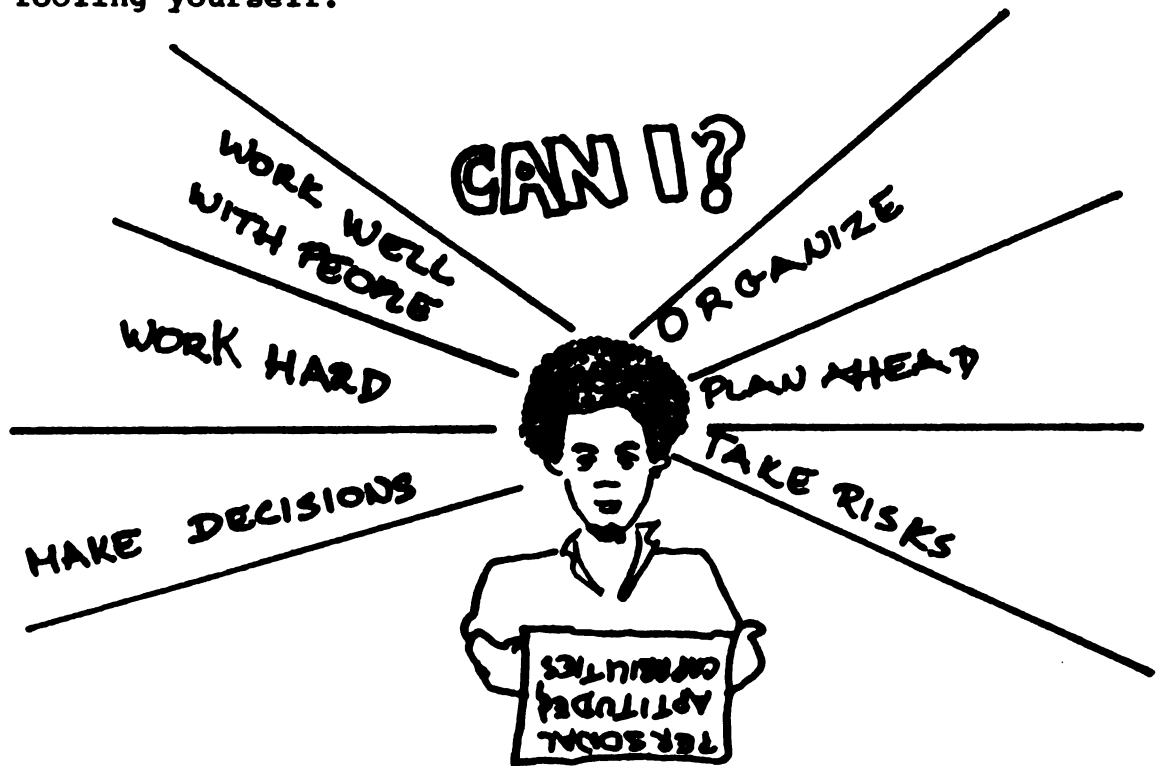 fooling yourself.
CAN I?
WORK WELL
WITH PEOPLE
WORK HARD
MAKE DECISIONS
ORGANIZE
PLAN AHEAD
TAKE RISKS
PERSONAL
APTITUDES,
CAPABILITIES